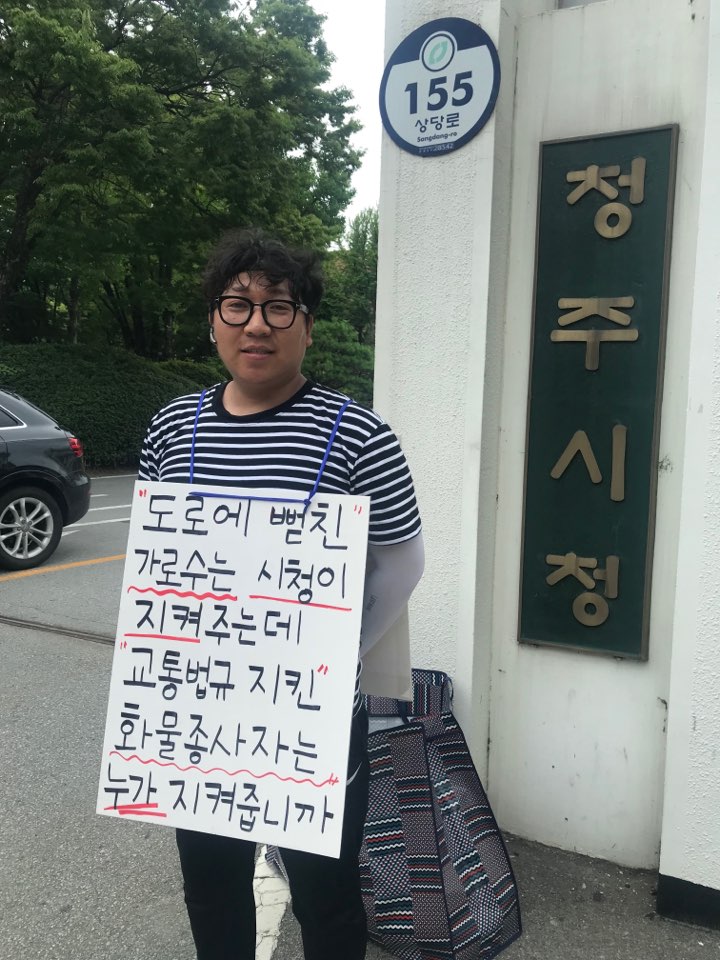 155
상당로
Sangdang-ro
청주시청
"도로에 뻗친"
가로수는 시청이
지켜주는데
"교통법규 지킨"
화물종사자는"
누가 지켜줍니까